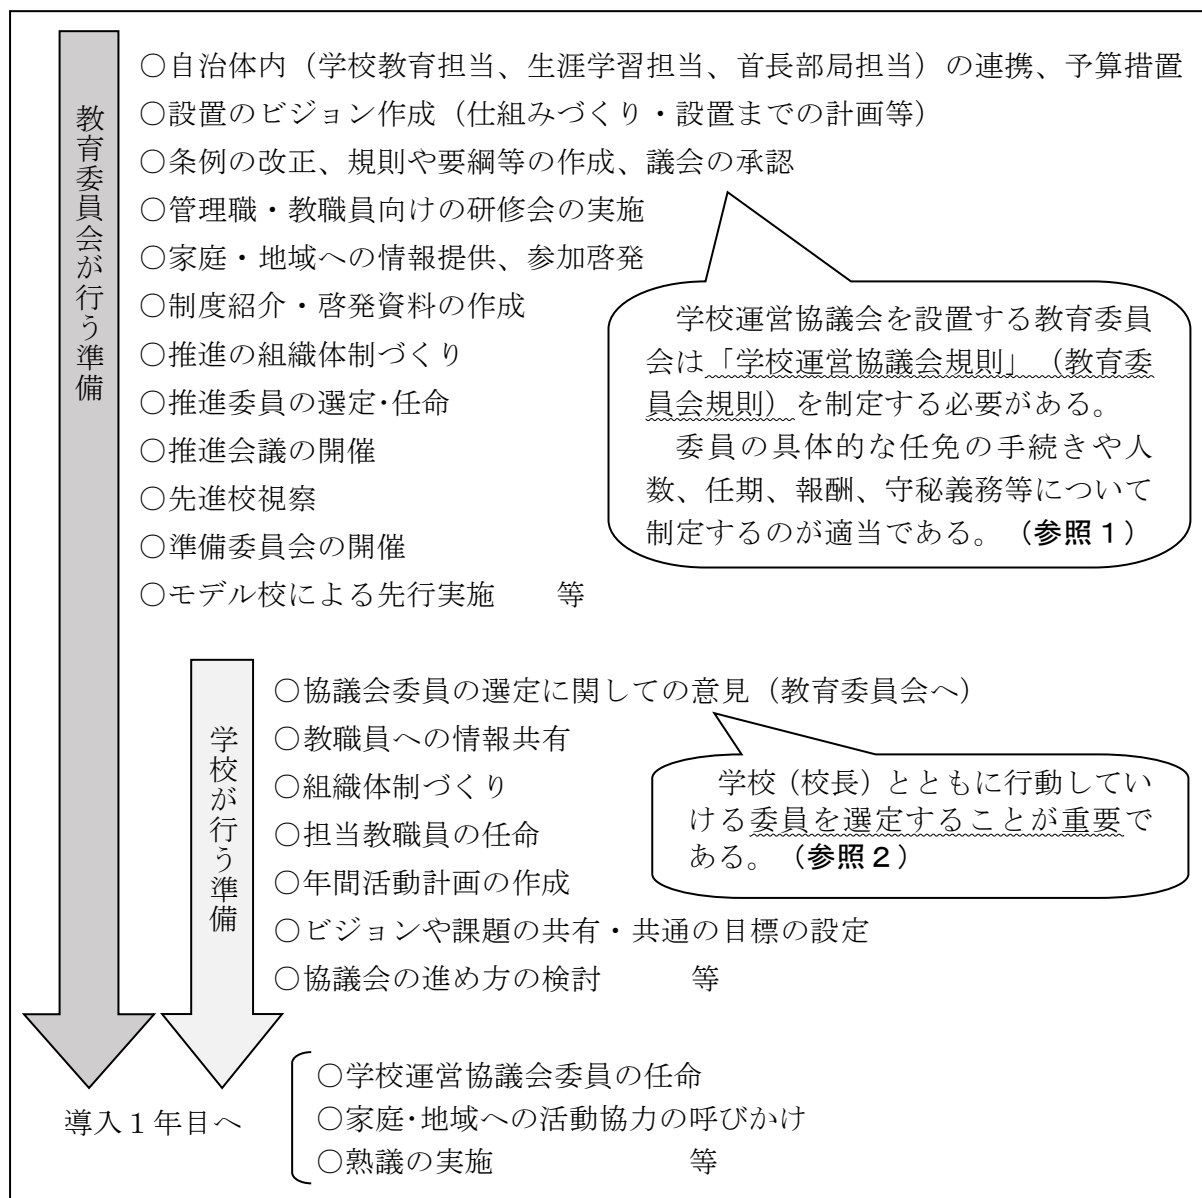 教育委員会が行う準備
○自治体内（学校教育担当、生涯学習担当、首長部局担当）の連携、予算措置
○設置のビジョン作成（仕組みづくり・設置までの計画等）
○条例の改正、規則や要綱等の作成、議会の承認
○管理職・教職員向けの研修会の実施
○家庭・地域への情報提供、参加啓発
○制度紹介・啓発資料の作成
○推進の組織体制づくり
○推進委員の選定･任命
○推進会議の開催
○先進校視察
○準備委員会の開催
○モデル校による先行実施　　等
学校運営協議会を設置する教育委員
会は「学校運営協議会規則」（教育委
員会規則）を制定する必要がある。
委員の具体的な任免の手続きや人
数、任期、報酬、守秘義務等について
制定するのが適当である。（参照１）
学校が行う準備
○協議会委員の選定に関しての意見（教育委員会へ）
○教職員への情報共有
○組織体制づくり
○担当教職員の任命
○年間活動計画の作成
○ビジョンや課題の共有・共通の目標の設定
○協議会の進め方の検討　　　等
学校（校長）とともに行動してい
ける委員を選定することが重要で
ある。（参照２）
導入１年目へ
○学校運営協議会委員の任命
○家庭･地域への活動協力の呼びかけ
○熟議の実施　　　　　　等